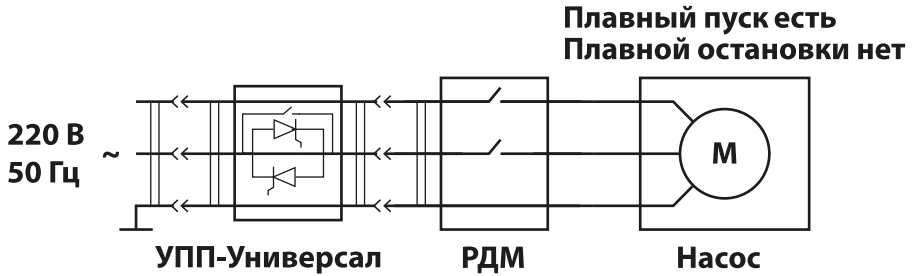 Плавный пуск есть
Плавной остановки нет
220 В
50 Гц
~
М
УПП-Универсал
РДМ
Насос